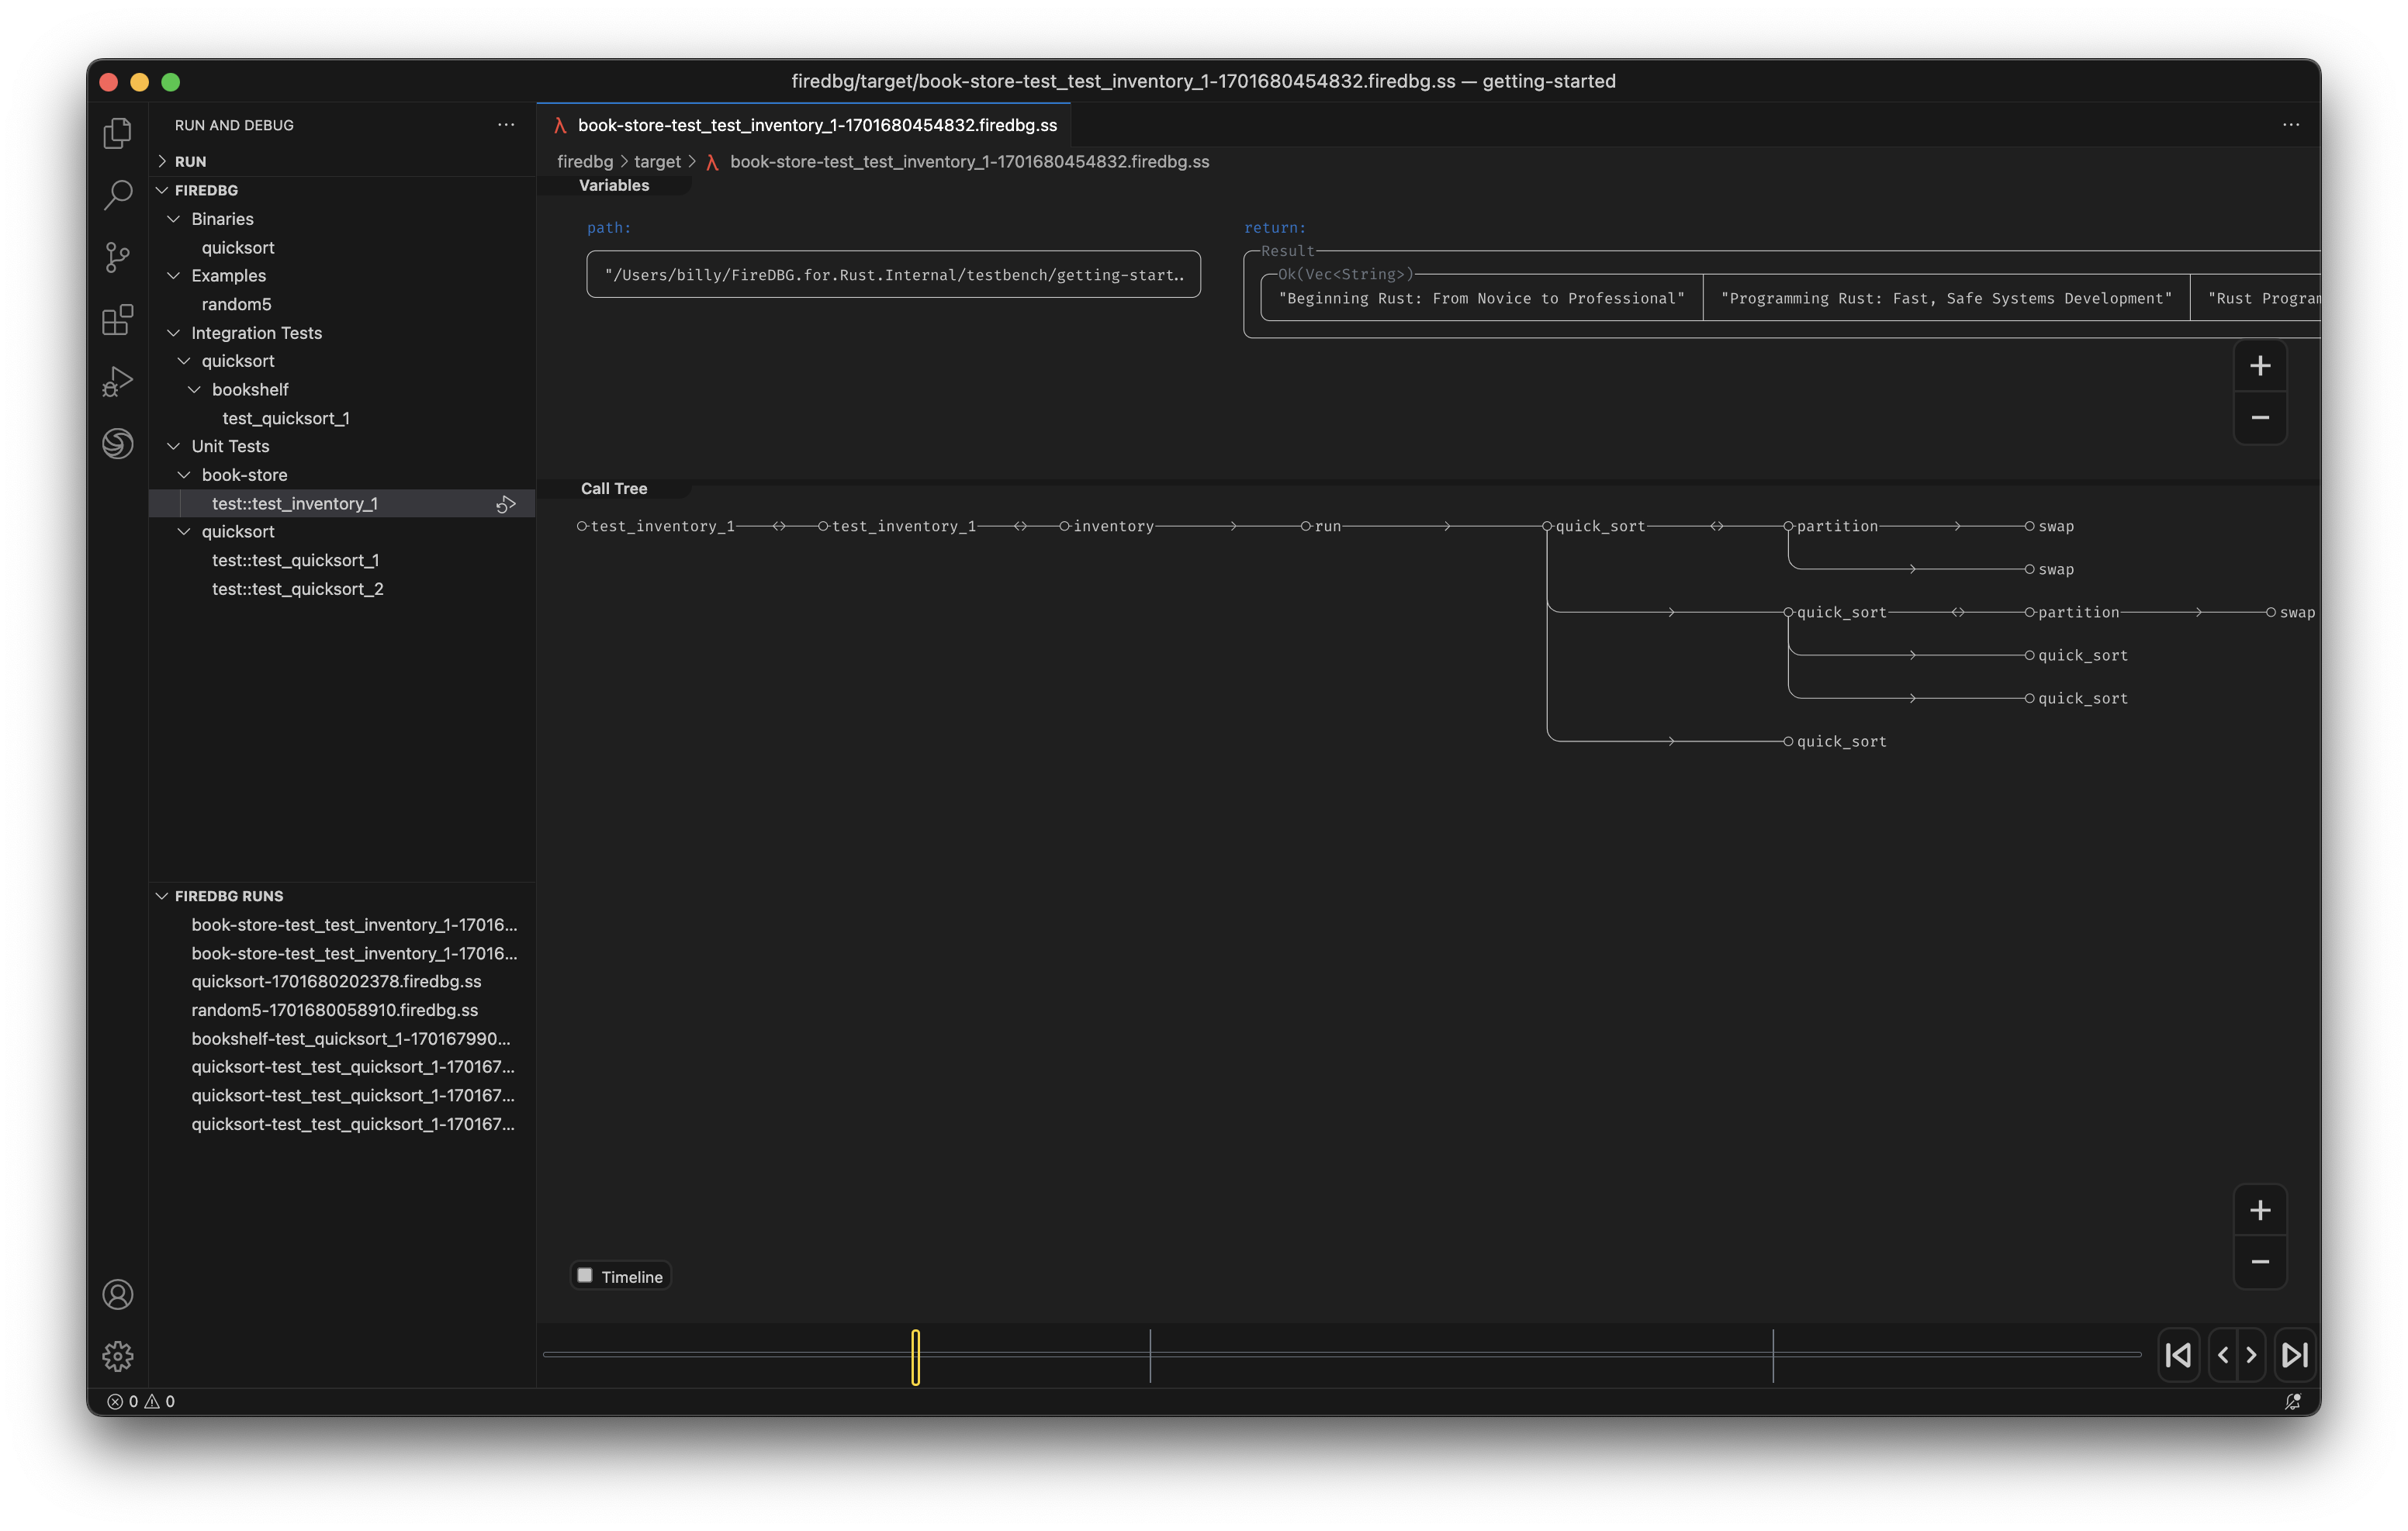 firedbg/target/book-store-test_test_inventory_1-1701680454832.firedbg.ss — getting-started
RUN AND DEBUG
RUN
FIREDBG
Binaries
quicksort
Examples
random5
Integration Tests
quicksort
bookshelf
test_quicksort_1
Unit Tests
book-store
test::test_inventory_1
quicksort
test::test_quicksort_1
test::test_quicksort_2
FIREDBG RUNS
book-store-test_test_inventory_1-17016...
book-store-test_test_inventory_1-17016...
quicksort-1701680202378.firedbg.ss
random5-1701680058910.firedbg.ss
bookshelf-test_quicksort_1-170167990...
quicksort-test_test_quicksort_1-170167...
quicksort-test_test_quicksort_1-170167...
quicksort-test_test_quicksort_1-170167...
λ book-store-test_test_inventory_1-1701680454832.firedbg.ss
firedbg > target > λ book-store-test_test_inventory_1-1701680454832.firedbg.ss
Variables
path:
"/Users/billy/FireDBG.for.Rust.Internal/testbench/getting-start..
return:
Result
Ok(Vec<String>)
"Beginning Rust: From Novice to Professional" "Programming Rust: Fast, Safe Systems Development" "Rust Program
Call Tree
test_inventory_1 test_inventory_1 inventory run quick_sort partition swap
swap
quick_sort partition swap
quick_sort
quick_sort
quick_sort
Timeline
0 0